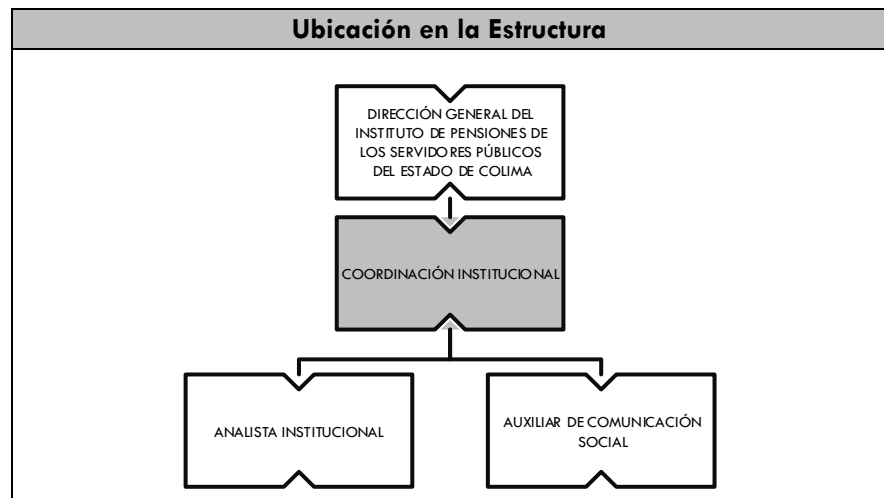 Ubicación en la Estructura
DIRECCIÓN GENERAL DEL
INSTITUTO DE PENSIONES DE
LOS SERVIDORES PÚBLICOS
DEL ESTADO DE COLIMA
COORDINACIÓN INSTITUCIONAL
ANALISTA INSTITUCIONAL
AUXILIAR DE COMUNICACIÓN
SOCIAL